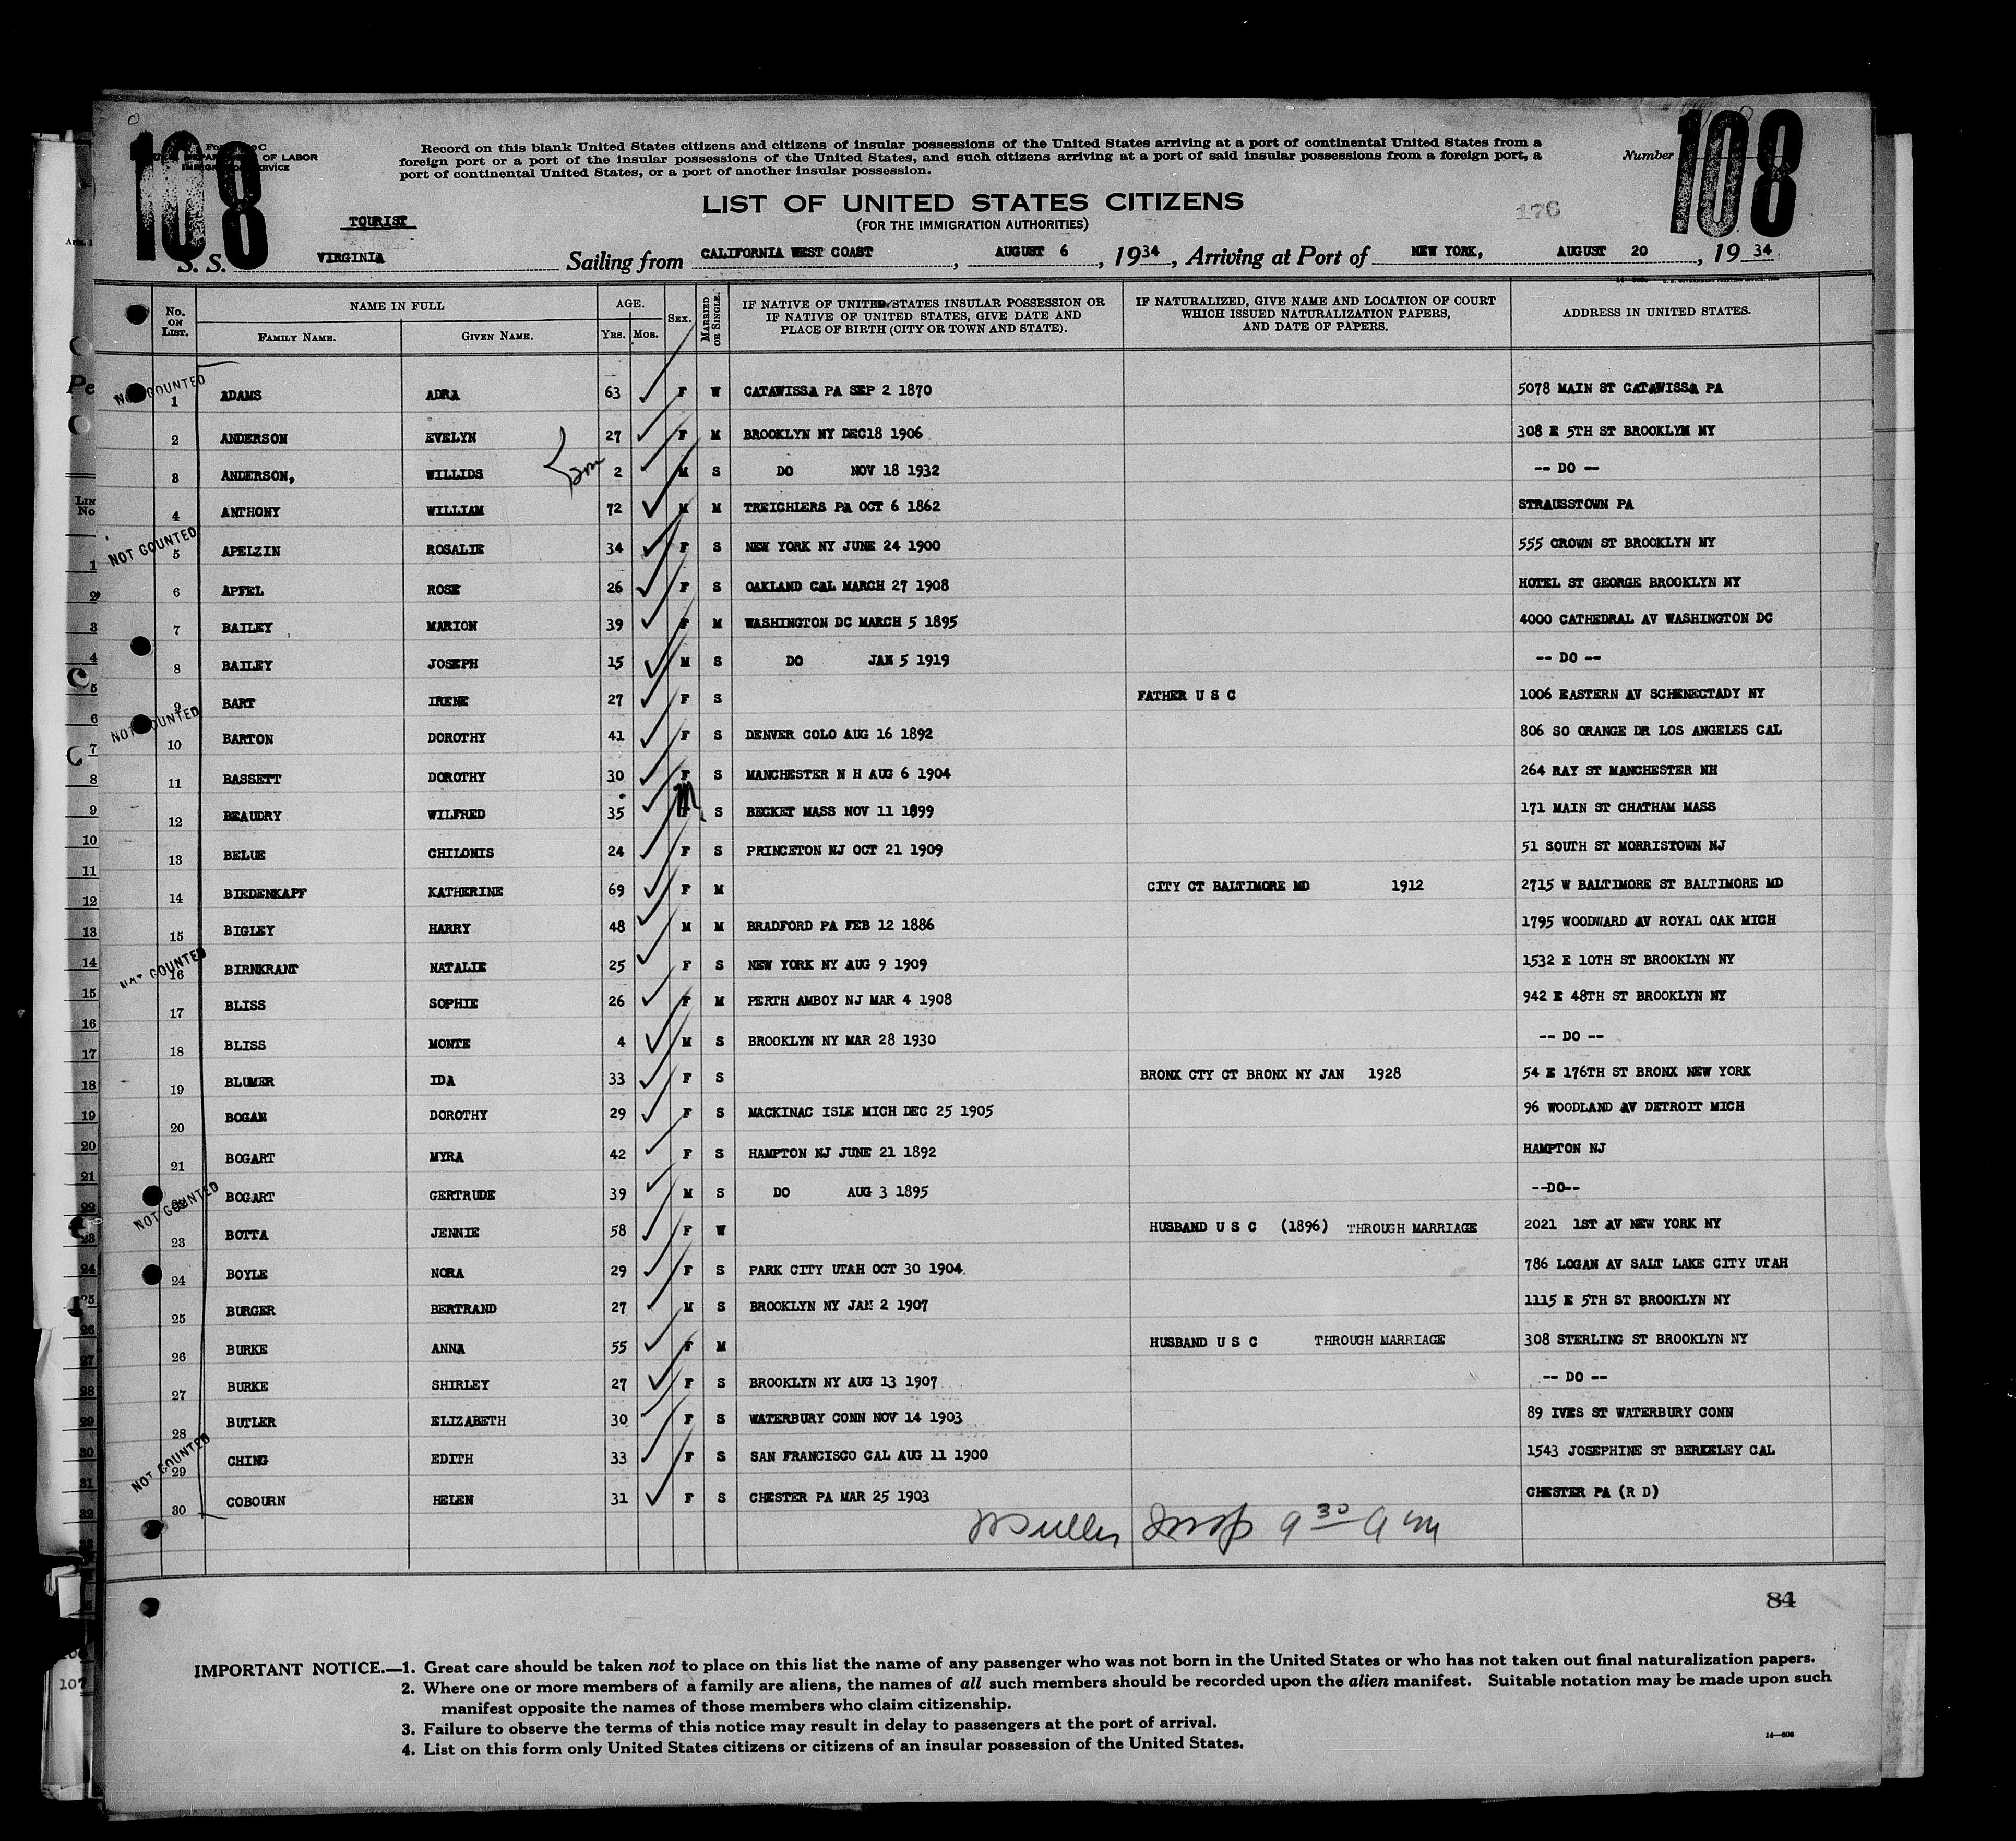 108
108
Form 630 C
U. S. DEPARTMENT OF LABOR
IMMIGRATION SERVICE
Record on this blank United States citizens and citizens of insular possessions of the United States arriving at a port of continental United States from a
foreign port or a port of the insular possessions of the United States, and such citizens arriving at a port of said insular possessions from a foreign port, a
port of continental United States, or a port of another insular possession.
Number
LIST OF UNITED STATES CITIZENS
(FOR THE IMMIGRATION AUTHORITIES)
176
TOURIST
S. S. VIRGINIA Sailing from CALIFORNIA WEST COAST, AUGUST 6, 1934, Arriving at Port of NEW YORK, AUGUST 20, 1934
No. ON LIST. NAME IN FULL FAMILY NAME. GIVEN NAME. AGE. YRS. MOS. SEX. MARRIED OR SINGLE. IF NATIVE OF UNITED STATES INSULAR POSSESSION OR IF NATIVE OF UNITED STATES, GIVE DATE AND PLACE OF BIRTH (CITY OR TOWN AND STATE). IF NATURALIZED, GIVE NAME AND LOCATION OF COURT WHICH ISSUED NATURALIZATION PAPERS, AND DATE OF PAPERS. ADDRESS IN UNITED STATES.
NOT COUNTED
1 ADAMS ADRA 63 F W CATAWISSA PA SEP 2 1870 5078 MAIN ST CATAWISSA PA
2 ANDERSON EVELYN 27 F M BROOKLYN NY DEC18 1906 308 E 5TH ST BROOKLYN NY
3 ANDERSON, WILLIDS 2 M S DO NOV 18 1932 -- DO --
4 ANTHONY WILLIAM 72 M M TREICHLERS PA OCT 6 1862 STRAUSSTOWN PA
NOT COUNTED
5 APELZIN ROSALIE 34 F S NEW YORK NY JUNE 24 1900 555 CROWN ST BROOKLYN NY
6 APFEL ROSE 26 F S OAKLAND CAL MARCH 27 1908 HOTEL ST GEORGE BROOKLYN NY
7 BAILEY MARION 39 F M WASHINGTON DC MARCH 5 1895 4000 CATHEDRAL AV WASHINGTON DC
8 BAILEY JOSEPH 15 M S DO JAN 5 1919 -- DO --
9 BART IRENE 27 F S FATHER U S C 1006 EASTERN AV SCHENECTADY NY
NOT COUNTED
10 BARTON DOROTHY 41 F S DENVER COLO AUG 16 1892 806 SO ORANGE DR LOS ANGELES CAL
11 BASSETT DOROTHY 30 F S MANCHESTER N H AUG 6 1904 264 RAY ST MANCHESTER NH
12 BEAUDRY WILFRED 35 M S BECKET MASS NOV 11 1899 171 MAIN ST CHATHAM MASS
13 BELUE CHILONIS 24 F S PRINCETON NJ OCT 21 1909 51 SOUTH ST MORRISTOWN NJ
14 BIEDENKAPF KATHERINE 69 F M CITY CT BALTIMORE MD 1912 2715 W BALTIMORE ST BALTIMORE MD
15 BIGLEY HARRY 48 M M BRADFORD PA FEB 12 1886 1795 WOODWARD AV ROYAL OAK MICH
NOT COUNTED
16 BIRNKRANT NATALIE 25 F S NEW YORK NY AUG 9 1909 1532 E 10TH ST BROOKLYN NY
17 BLISS SOPHIE 26 F M PERTH AMBOY NJ MAR 4 1908 942 E 48TH ST BROOKLYN NY
18 BLISS MONTE 4 M S BROOKLYN NY MAR 28 1930 -- DO --
19 BLUMER IDA 33 F S BRONX CTY CT BRONX NY JAN 1928 54 E 176TH ST BRONX NEW YORK
20 BOGAN DOROTHY 29 F S MACKINAC ISLE MICH DEC 25 1905 96 WOODLAND AV DETROIT MICH
21 BOGART MYRA 42 F S HAMPTON NJ JUNE 21 1892 HAMPTON NJ
NOT COUNTED
22 BOGART GERTRUDE 39 M S DO AUG 3 1895 --DO--
23 BOTTA JENNIE 58 F W HUSBAND U S C (1896) THROUGH MARRIAGE 2021 1ST AV NEW YORK NY
24 BOYLE NORA 29 F S PARK CITY UTAH OCT 30 1904 786 LOGAN AV SALT LAKE CITY UTAH
25 BURGER BERTRAND 27 M S BROOKLYN NY JAN 2 1907 1115 E 5TH ST BROOKLYN NY
26 BURKE ANNA 55 F M HUSBAND U S C THROUGH MARRIAGE 308 STERLING ST BROOKLYN NY
27 BURKE SHIRLEY 27 F S BROOKLYN NY AUG 13 1907 -- DO --
28 BUTLER ELIZABETH 30 F S WATERBURY CONN NOV 14 1903 89 IVES ST WATERBURY CONN
NOT COUNTED
29 CHING EDITH 33 F S SAN FRANCISCO CAL AUG 11 1900 1543 JOSEPHINE ST BERKELEY CAL
30 COBOURN HELEN 31 F S CHESTER PA MAR 25 1903 CHESTER PA (R D)
Insp 9 30 a m
84
IMPORTANT NOTICE.—1. Great care should be taken not to place on this list the name of any passenger who was not born in the United States or who has not taken out final naturalization papers.
2. Where one or more members of a family are aliens, the names of all such members should be recorded upon the alien manifest. Suitable notation may be made upon such
manifest opposite the names of those members who claim citizenship.
3. Failure to observe the terms of this notice may result in delay to passengers at the port of arrival.
4. List on this form only United States citizens or citizens of an insular possession of the United States.
14—606
107